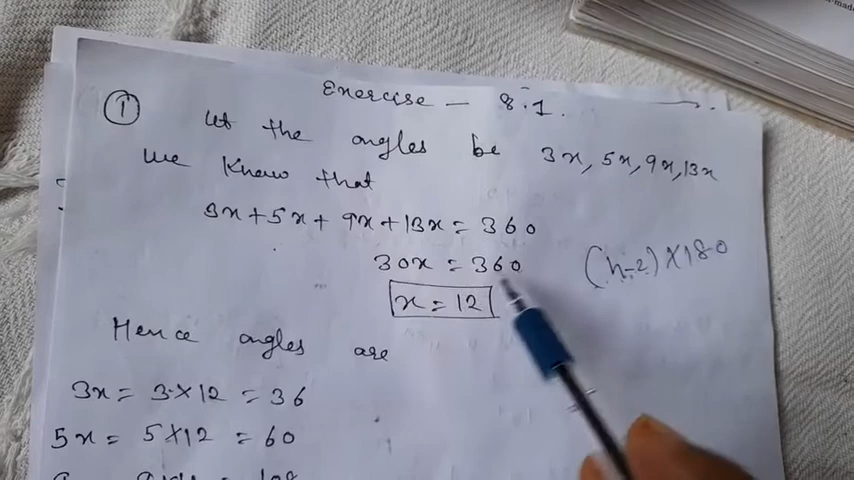 Exercise - 8.1.
① let the angles be 3x, 5x, 9x, 13x
We know that
3x+5x+9x+13x=360
30x=360
(n-2)×180
x=12
Hence angles are
3x=3×12=36
5x=5×12=60